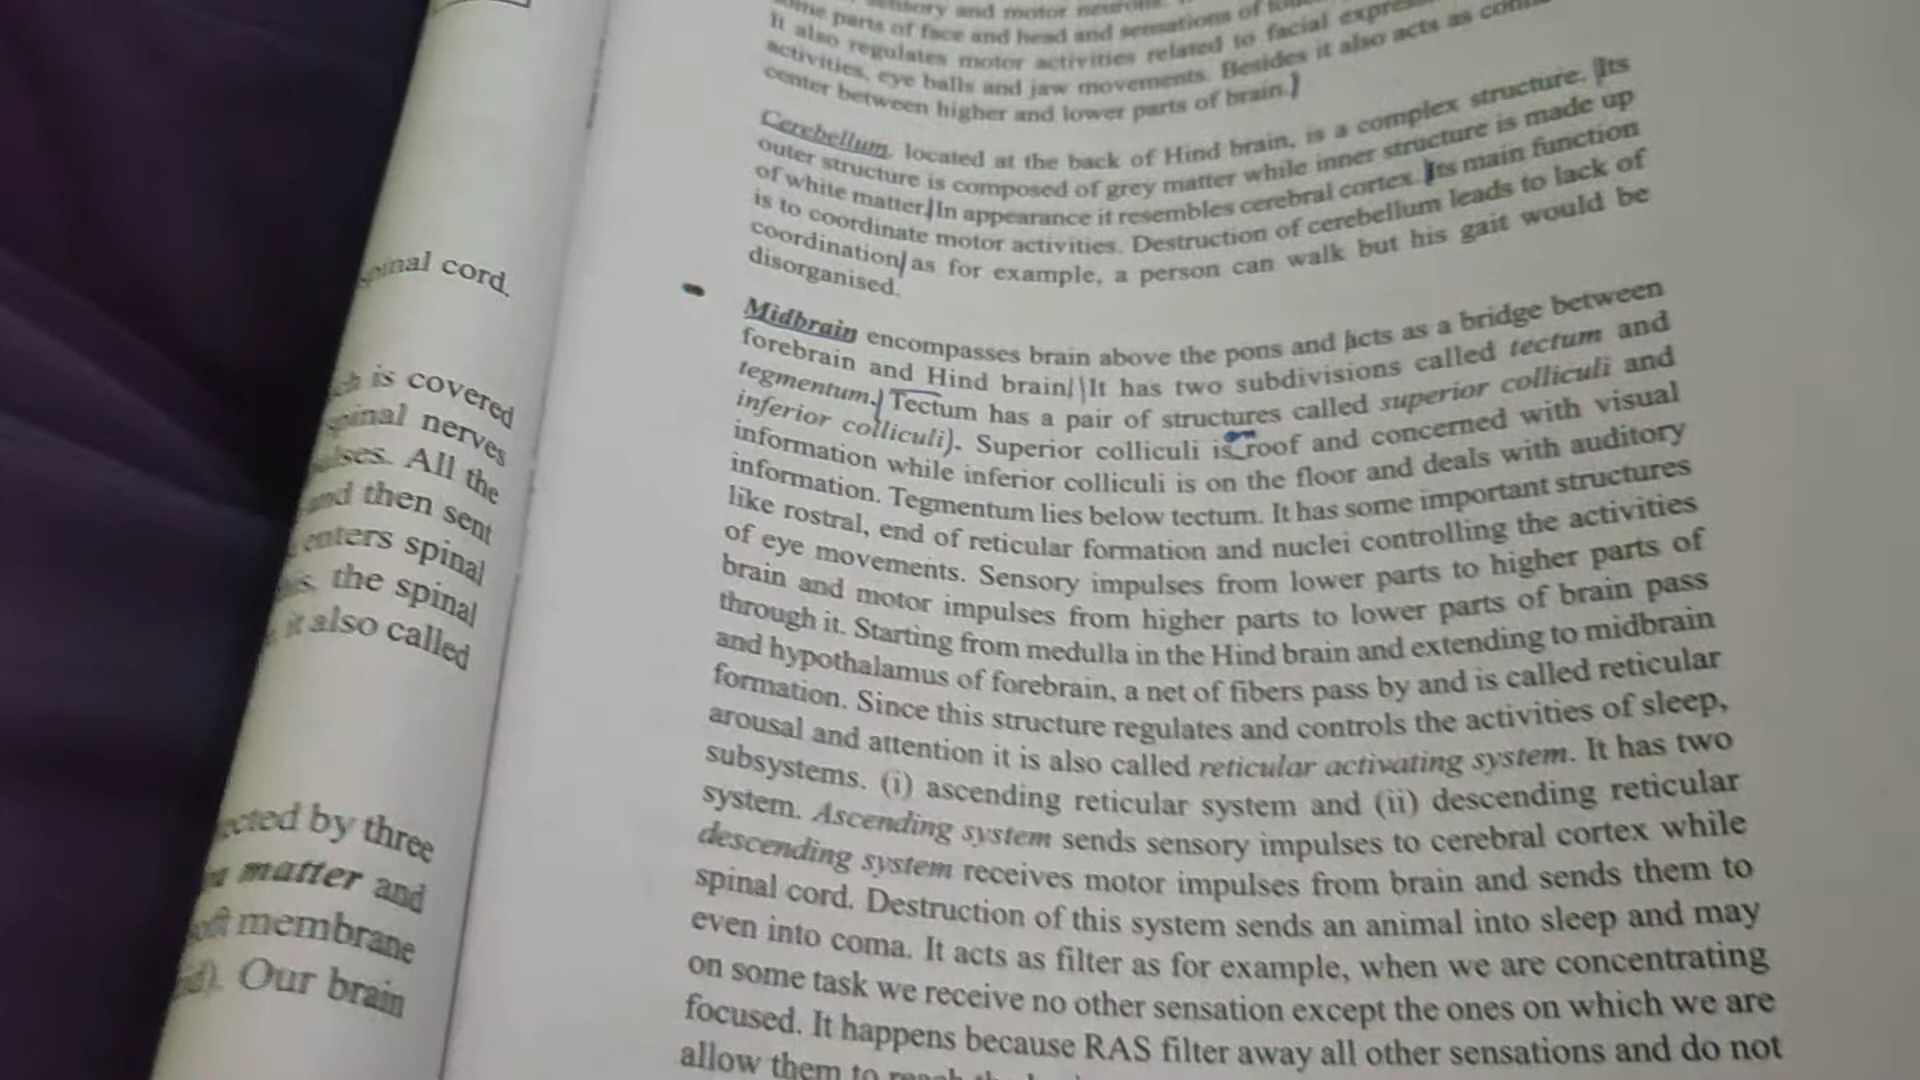 spinal cord.
is covered
spinal nerves
All the
and then sent
enters spinal
the spinal
it also called
by three
matter and
soft membrane
Our brain
sensory and motor neurons.
some parts of face and head and sensations of
It also regulates motor activities related to facial
activities, eye balls and jaw movements. Besides it also acts as
center between higher and lower parts of brain.
Cerebellum located at the back of Hind brain, is a complex structure. Its
outer structure is composed of grey matter while inner structure is made up
of white matter. In appearance it resembles cerebral cortex. Its main function
is to coordinate motor activities. Destruction of cerebellum leads to lack of
coordination as for example, a person can walk but his gait would be
disorganised.
Midbrain encompasses brain above the pons and acts as a bridge between
forebrain and Hind brain. It has two subdivisions called tectum and
tegmentum. Tectum has a pair of structures called superior colliculi and
inferior colliculi). Superior colliculi is roof and concerned with visual
information while inferior colliculi is on the floor and deals with auditory
information. Tegmentum lies below tectum. It has some important structures
like rostral, end of reticular formation and nuclei controlling the activities
of eye movements. Sensory impulses from lower parts to higher parts of
brain and motor impulses from higher parts to lower parts of brain pass
through it. Starting from medulla in the Hind brain and extending to midbrain
and hypothalamus of forebrain, a net of fibers pass by and is called reticular
formation. Since this structure regulates and controls the activities of sleep,
arousal and attention it is also called reticular activating system. It has two
subsystems. (i) ascending reticular system and (ii) descending reticular
system. Ascending system sends sensory impulses to cerebral cortex while
descending system receives motor impulses from brain and sends them to
spinal cord. Destruction of this system sends an animal into sleep and may
even into coma. It acts as filter as for example, when we are concentrating
on some task we receive no other sensation except the ones on which we are
focused. It happens because RAS filter away all other sensations and do not
allow them to reach